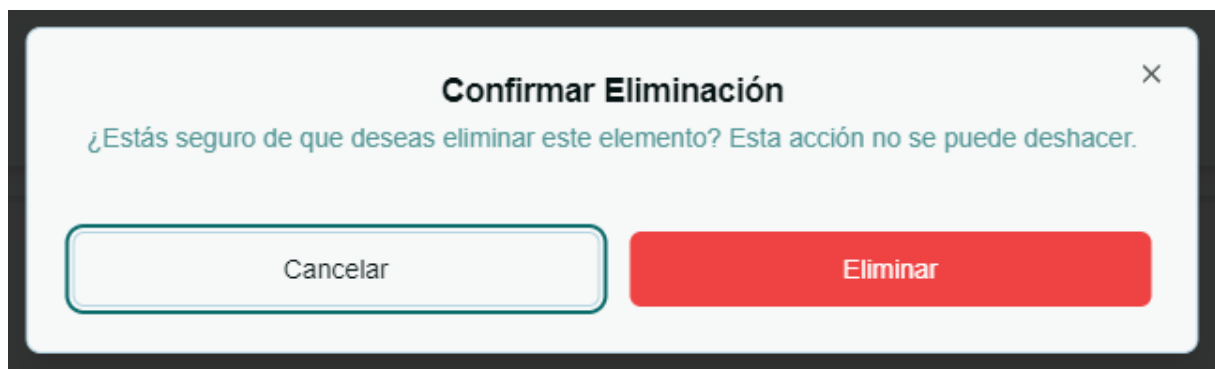 Confirmar Eliminación
¿Estás seguro de que deseas eliminar este elemento? Esta acción no se puede deshacer.
Cancelar
Eliminar